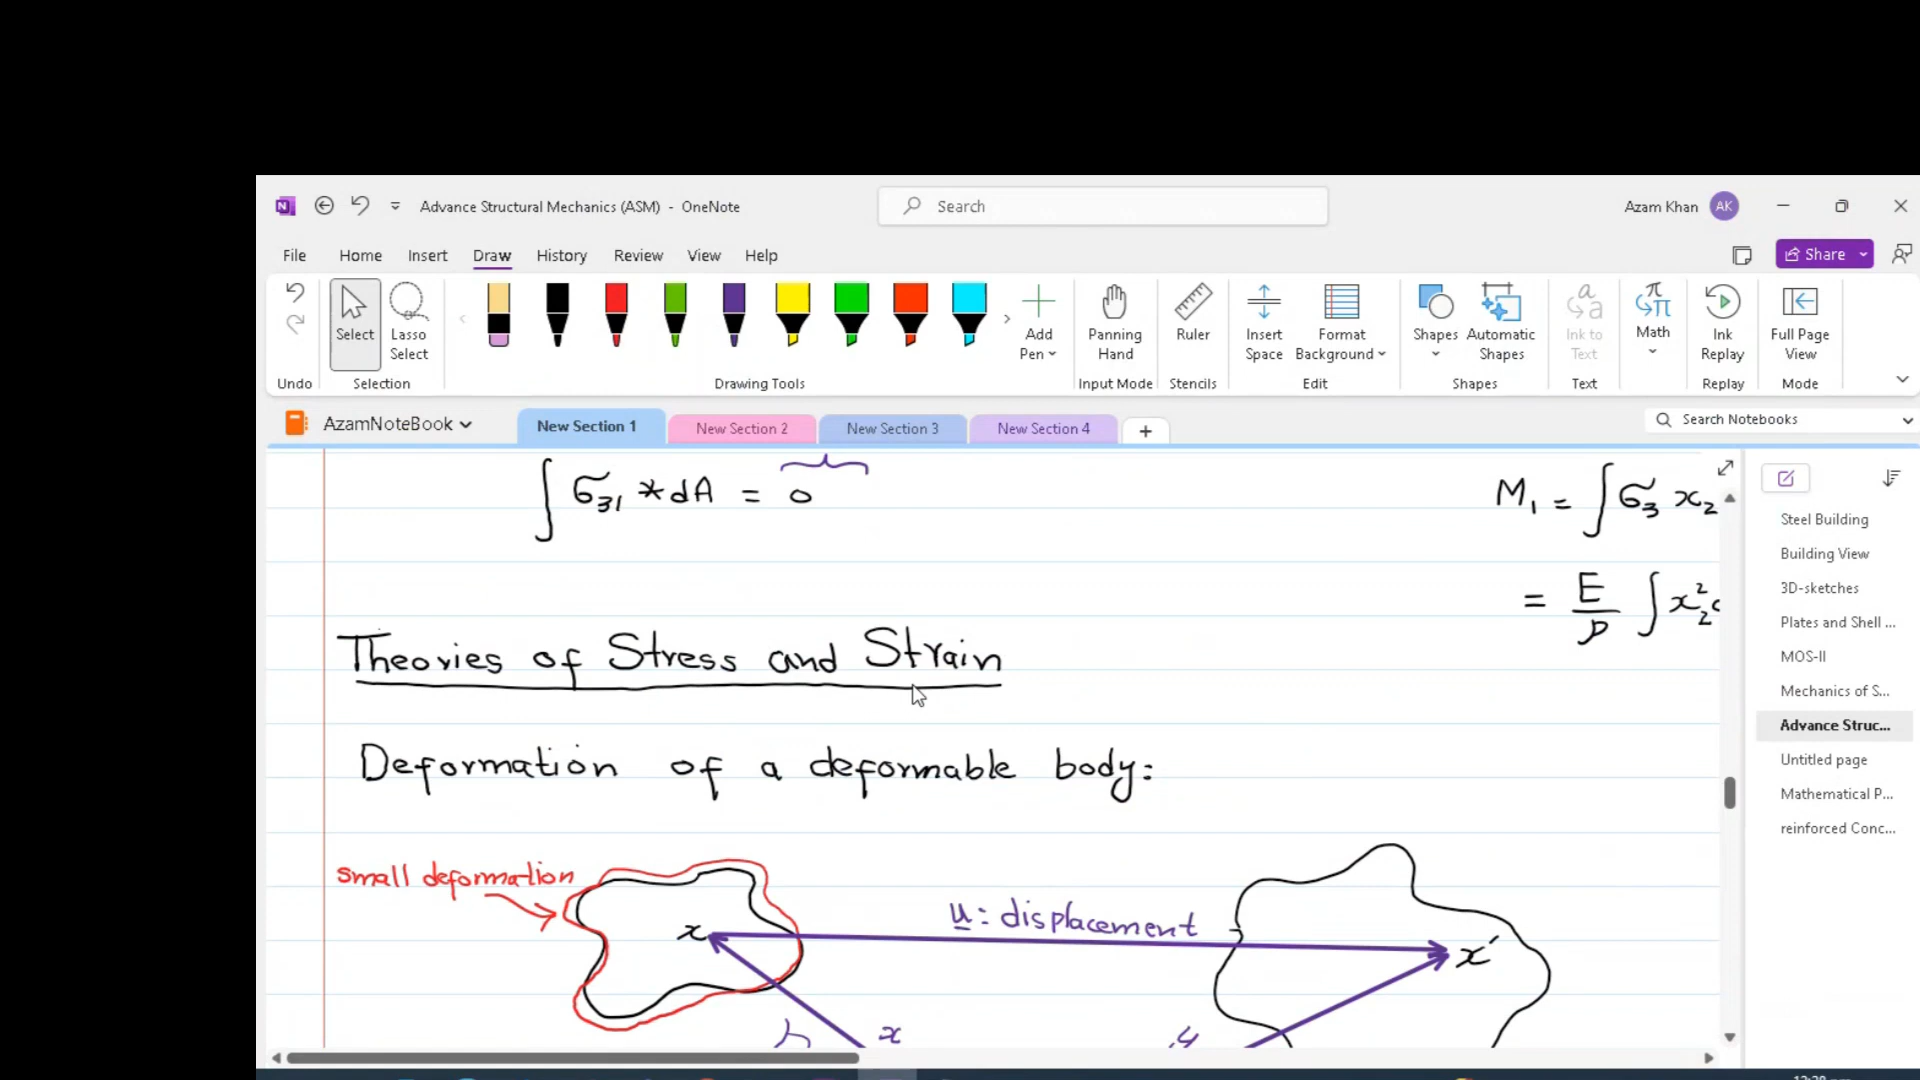 Advance Structural Mechanics (ASM) - OneNote
Search
Azam Khan AK
File Home Insert Draw History Review View Help
Share
Select
Lasso Select
Add Pen
Panning Hand
Ruler
Insert Space
Format Background
Shapes
Automatic Shapes
Ink to Text
Math
Ink Replay
Full Page View
Undo Selection Drawing Tools Input Mode Stencils Edit Shapes Text Replay Mode
AzamNoteBook
New Section 1 New Section 2 New Section 3 New Section 4 +
Search Notebooks
∫ σ₃₁ * dA = 0
M₁ = ∫ σ₃ x₂
= E/ρ ∫ x₂²
Theories of Stress and Strain
Deformation of a deformable body:
small deformation
u: displacement
x
x′
x
Steel Building
Building View
3D-sketches
Plates and Shell ...
MOS-II
Mechanics of S...
Advance Struc...
Untitled page
Mathematical P...
reinforced Conc...